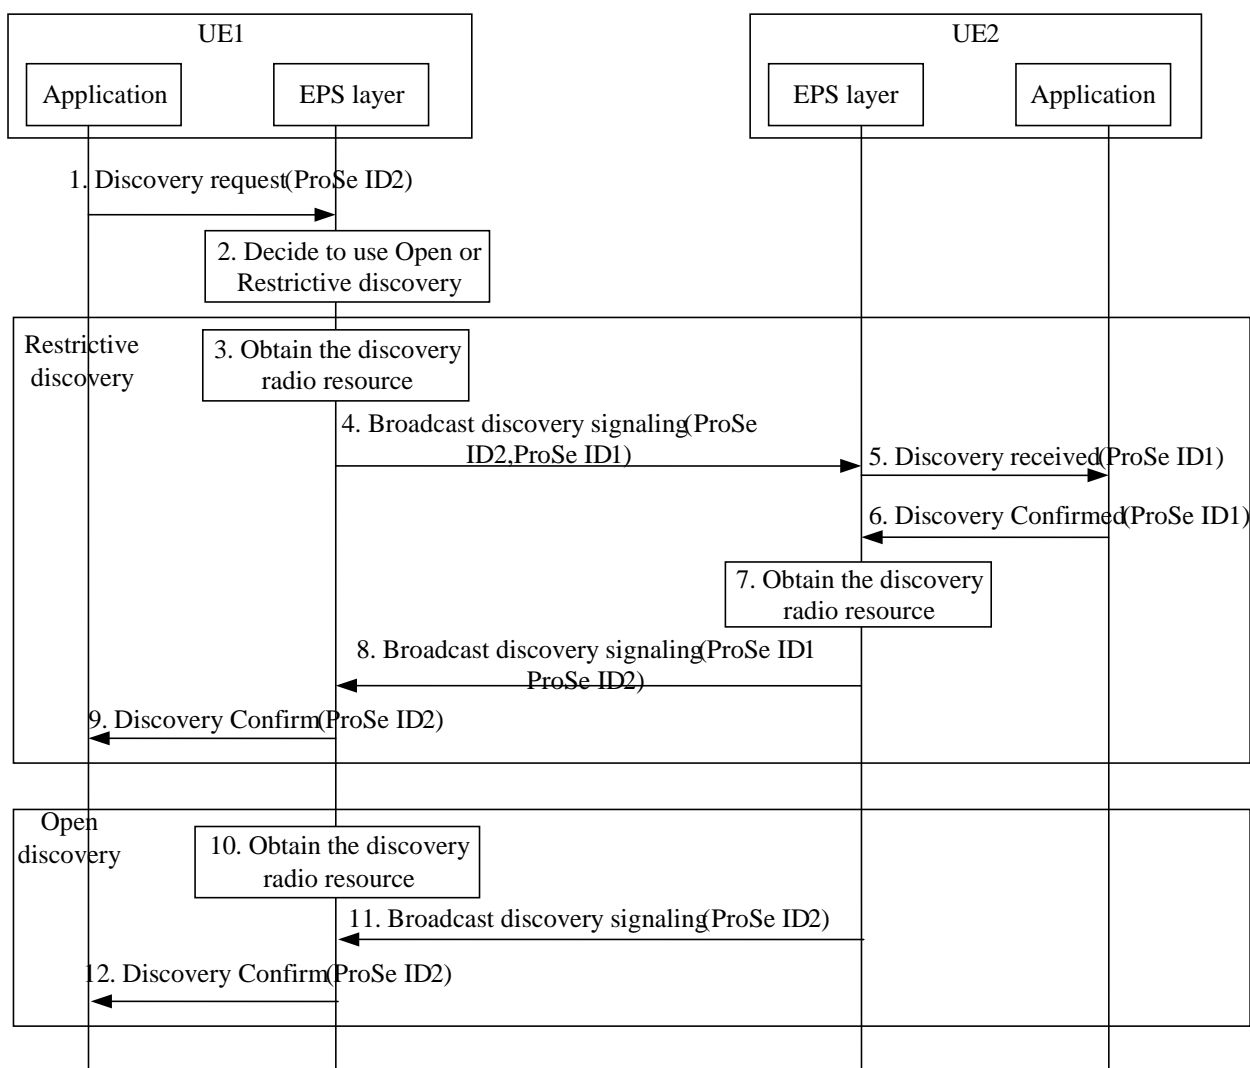 UE1
UE2
Application
EPS layer
EPS layer
Application
1. Discovery request(ProSe ID2)
2. Decide to use Open or
Restrictive discovery
Restrictive
discovery
3. Obtain the discovery
radio resource
4. Broadcast discovery signaling(ProSe
ID2,ProSe ID1)
5. Discovery received(ProSe ID1)
6. Discovery Confirmed(ProSe ID1)
7. Obtain the discovery
radio resource
8. Broadcast discovery signaling(ProSe ID1
ProSe ID2)
9. Discovery Confirm(ProSe ID2)
Open
discovery
10. Obtain the discovery
radio resource
11. Broadcast discovery signaling(ProSe ID2)
12. Discovery Confirm(ProSe ID2)